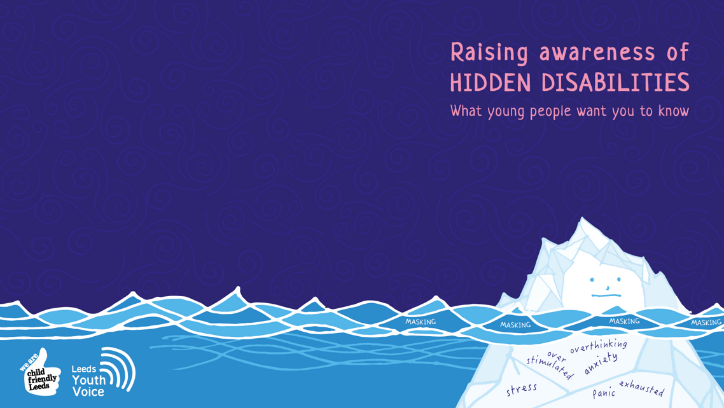 Raising awareness of
HIDDEN DISABILITIES
What young people want you to know
MASKING
MASKING
MASKING
MASKING
over
stimulated
overthinking
anxiety
stress
panic
exhausted
we are
child
friendly
Leeds
Leeds
Youth
Voice